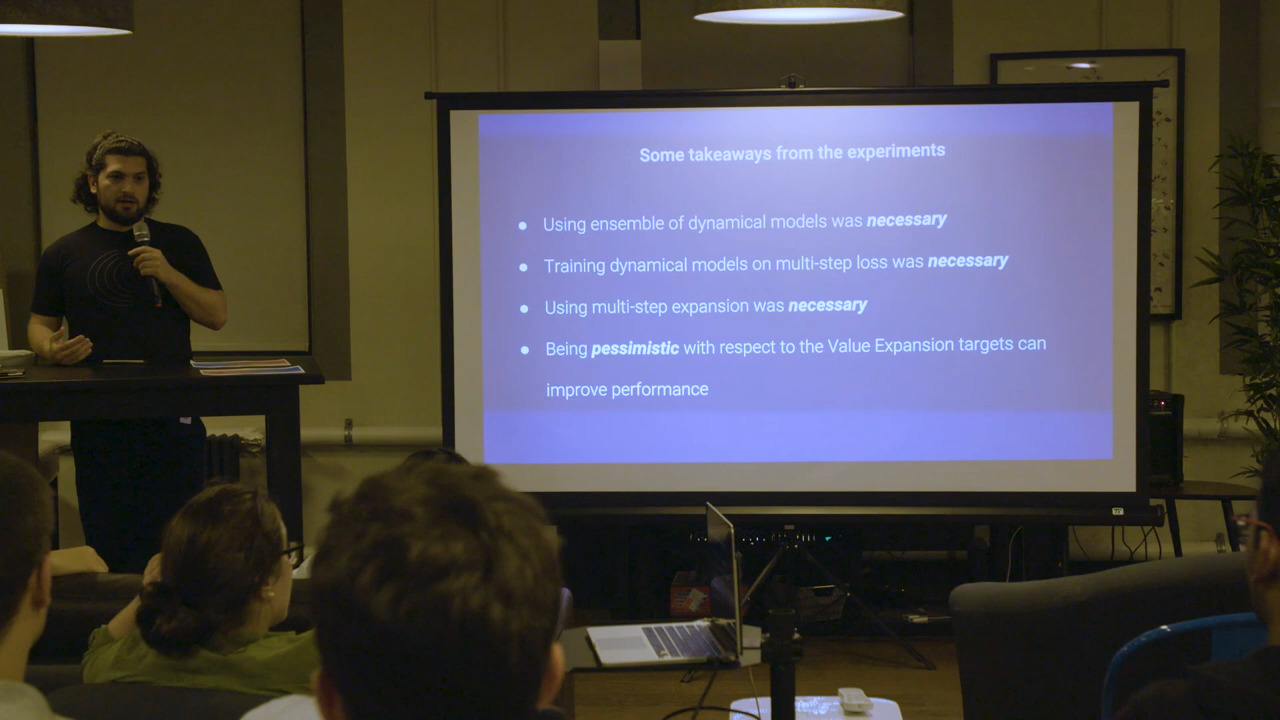 Some takeaways from the experiments
● Using ensemble of dynamical models was necessary
● Training dynamical models on multi-step loss was necessary
● Using multi-step expansion was necessary
● Being pessimistic with respect to the Value Expansion targets can
improve performance